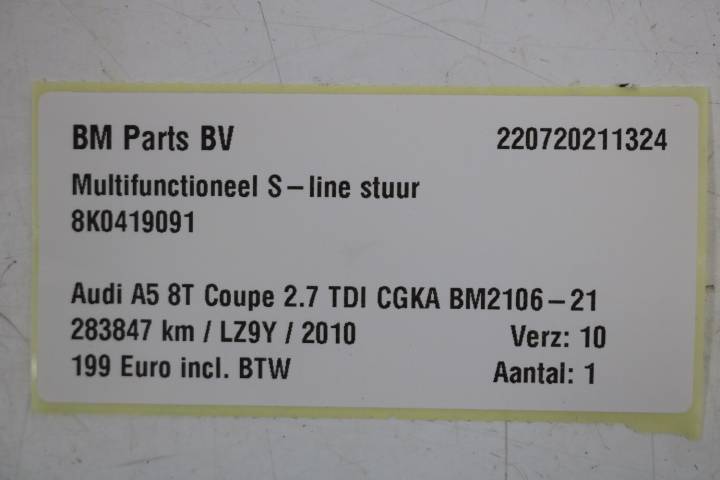 BM Parts BV 220720211324
Multifunctioneel S-line stuur
8K0419091
Audi A5 8T Coupe 2.7 TDI CGKA BM2106-21
283847 km / LZ9Y / 2010 Verz: 10
199 Euro incl. BTW Aantal: 1